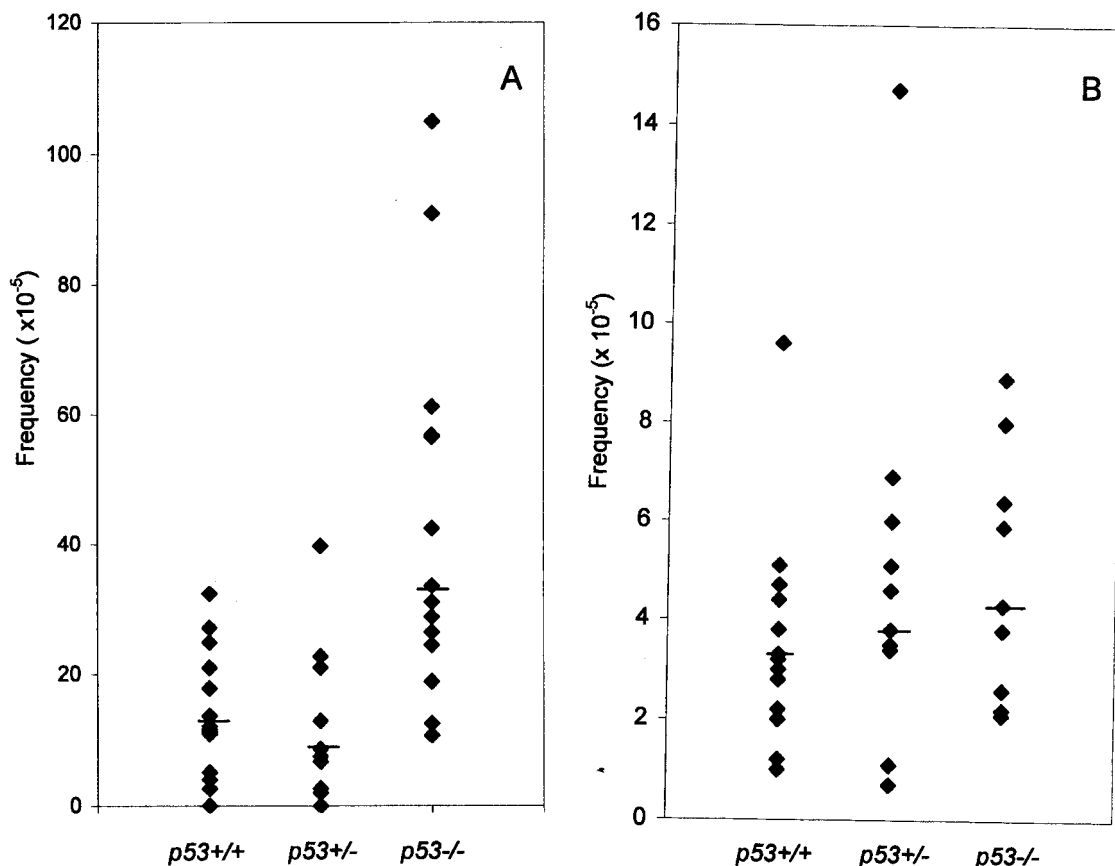 A
Frequency ( x10-5)
120
100
80
60
40
20
0
p53+/+ p53+/- p53-/-
B
Frequency (x 10-5)
16
14
12
10
8
6
4
2
0
p53+/+ p53+/- p53-/-